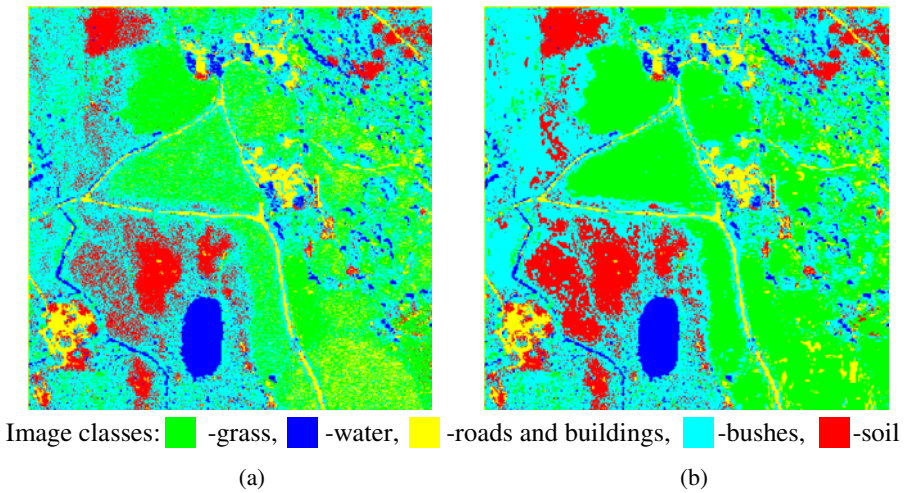 Image classes: -grass, -water, -roads and buildings, -bushes, -soil
(a) (b)